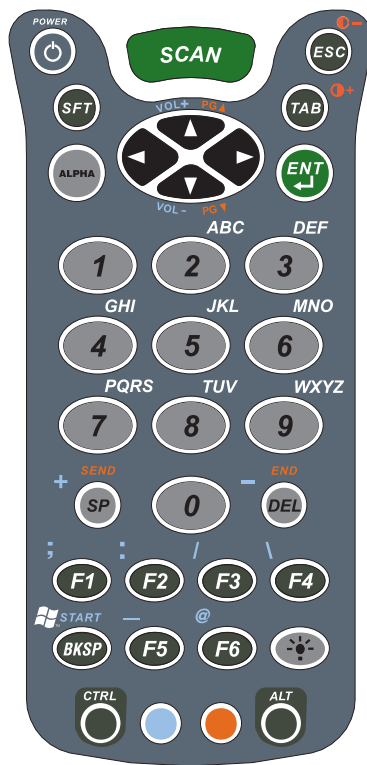 POWER
SCAN
ESC
SFT
VOL+ PG
TAB
ALPHA
ENT
VOL- PG
ABC DEF
1 2 3
GHI JKL MNO
4 5 6
PQRS TUV WXYZ
7 8 9
+ SEND - END
SP 0 DEL
; : / \
F1 F2 F3 F4
START — @
BKSP F5 F6
CTRL ALT